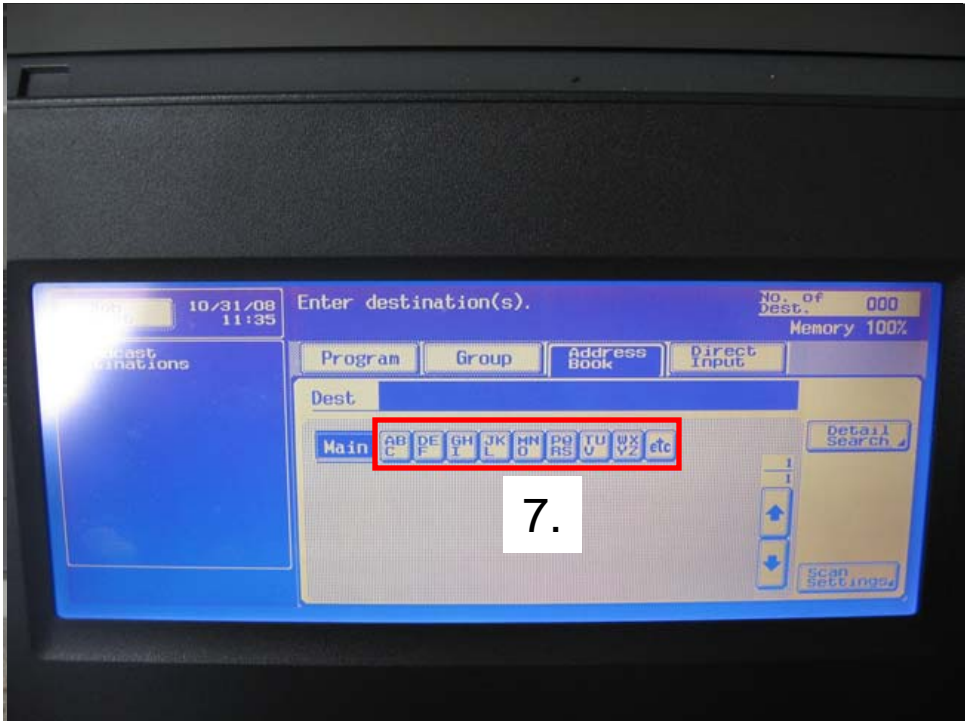 10/31/08
11:35
Enter destination(s).
No. of
Dest.
000
Memory 100%
Program
Group
Address
Book
Direct
Input
Dest
Main
AB
C
DE
F
GH
I
JK
L
MN
O
PQ
RS
TU
V
WX
YZ
etc
Detail
Search
1
1
7.
Scan
Settings